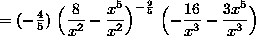 = (-4/5) (8/x² - x⁵/x²)^(-9/5) (-16/x³ - 3x⁵/x³)